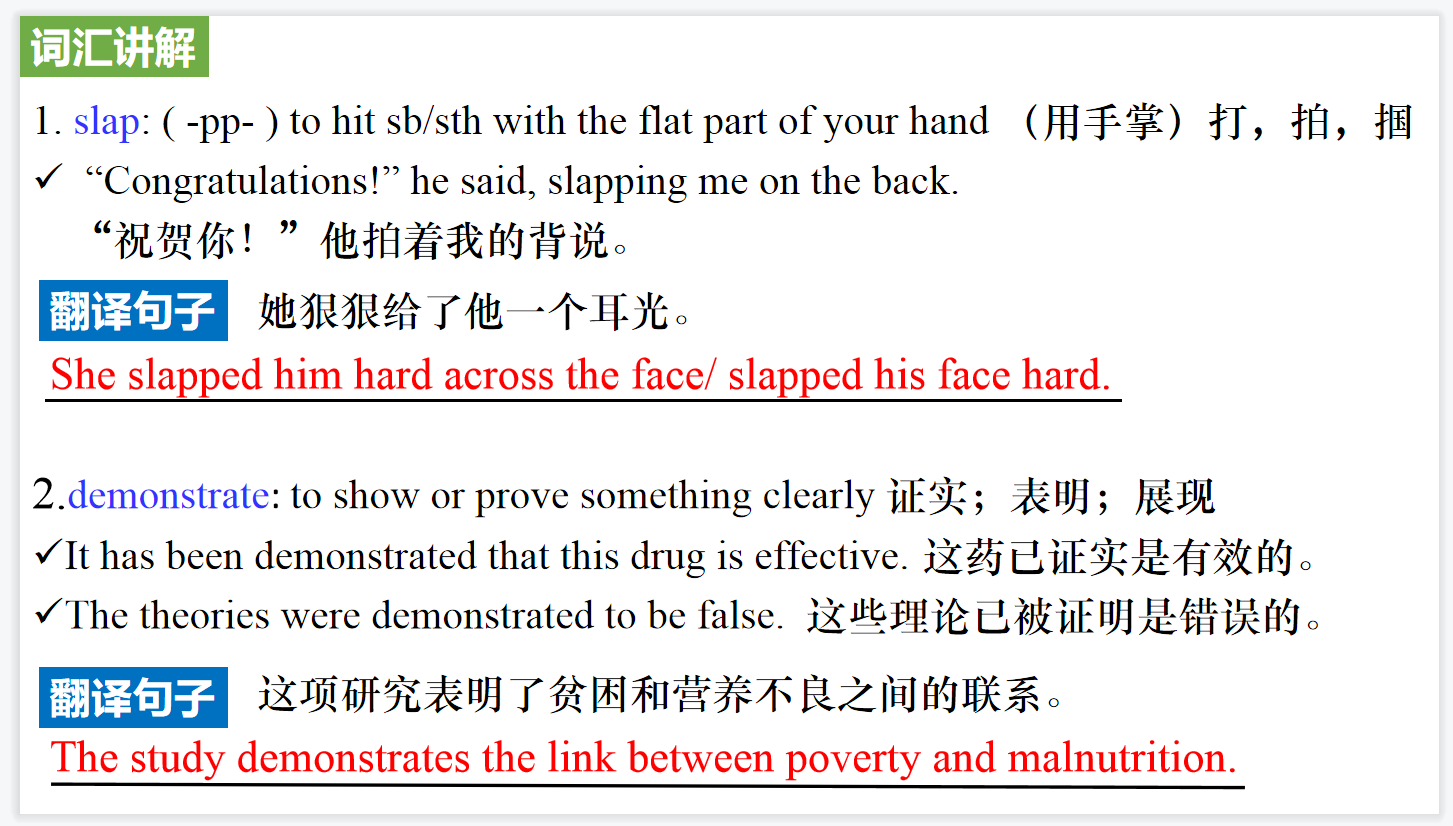 词汇讲解
1. slap: ( -pp- ) to hit sb/sth with the flat part of your hand （用手掌）打，拍，掴
✓ “Congratulations!” he said, slapping me on the back.
“祝贺你！”他拍着我的背说。
翻译句子 她狠狠给了他一个耳光。
She slapped him hard across the face/ slapped his face hard.
2.demonstrate: to show or prove something clearly 证实；表明；展现
✓It has been demonstrated that this drug is effective. 这药已证实是有效的。
✓The theories were demonstrated to be false. 这些理论已被证明是错误的。
翻译句子 这项研究表明了贫困和营养不良之间的联系。
The study demonstrates the link between poverty and malnutrition.